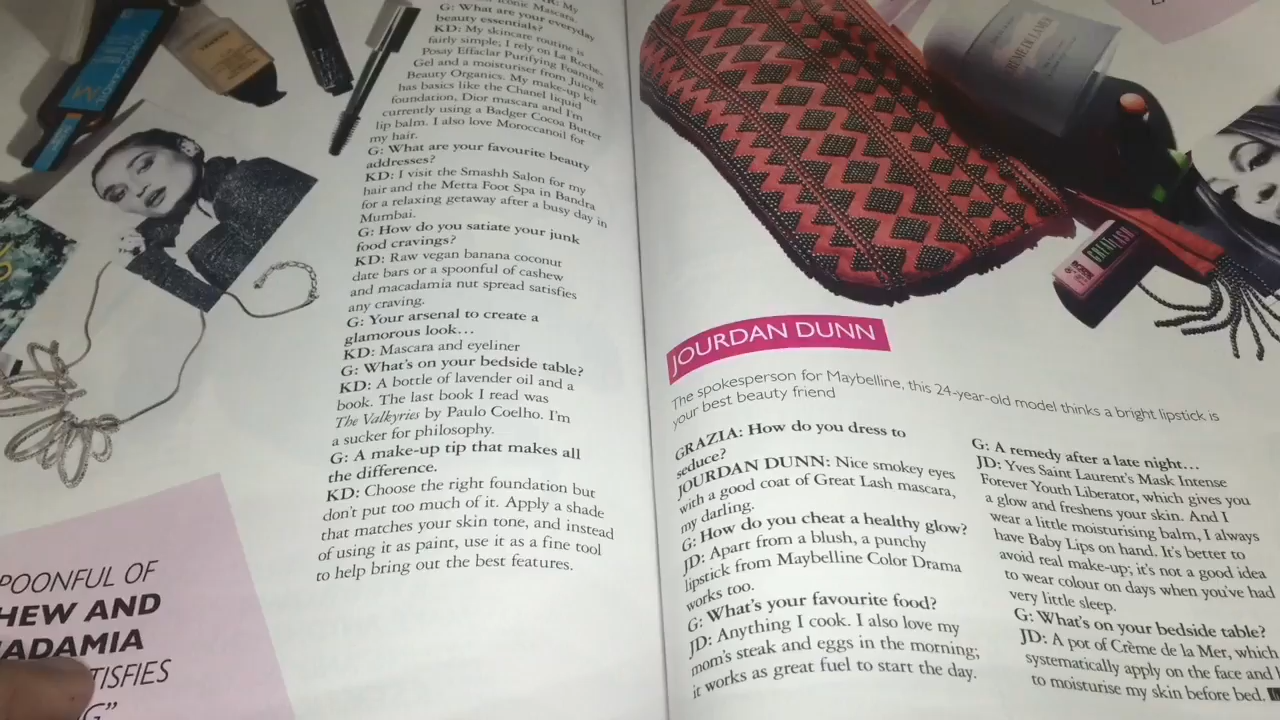 Iconic Mascara.
G: What are your everyday
beauty essentials?
KD: My skincare routine is
fairly simple; I rely on La Roche-
Posay Effaclar Purifying Foaming
Gel and a moisturiser from Juice
Beauty Organics. My make-up kit
has basics like the Chanel liquid
foundation, Dior mascara and I'm
currently using a Badger Cocoa Butter
lip balm. I also love Moroccanoil for
my hair.
G: What are your favourite beauty
addresses?
KD: I visit the Smashh Salon for my
hair and the Metta Foot Spa in Bandra
for a relaxing getaway after a busy day in
Mumbai.
G: How do you satiate your junk
food cravings?
KD: Raw vegan banana coconut
date bars or a spoonful of cashew
and macadamia nut spread satisfies
any craving.
G: Your arsenal to create a
glamorous look…
KD: Mascara and eyeliner
G: What's on your bedside table?
KD: A bottle of lavender oil and a
book. The last book I read was
The Valkyries by Paulo Coelho. I'm
a sucker for philosophy.
G: A make-up tip that makes all
the difference.
KD: Choose the right foundation but
don't put too much of it. Apply a shade
that matches your skin tone, and instead
of using it as paint, use it as a fine tool
to help bring out the best features.
POONFUL OF
HEW AND
ADAMIA
TISFIES
G"
MOROCCANOIL
CRÈME DE LA MER
GREAT LASH
JOURDAN DUNN
The spokesperson for Maybelline, this 24-year-old model thinks a bright lipstick is
your best beauty friend
GRAZIA: How do you dress to
seduce?
JOURDAN DUNN: Nice smokey eyes
with a good coat of Great Lash mascara,
my darling.
G: How do you cheat a healthy glow?
JD: Apart from a blush, a punchy
lipstick from Maybelline Color Drama
works too.
G: What's your favourite food?
JD: Anything I cook. I also love my
mom's steak and eggs in the morning;
it works as great fuel to start the day.
G: A remedy after a late night…
JD: Yves Saint Laurent's Mask Intense
Forever Youth Liberator, which gives you
a glow and freshens your skin. And I
wear a little moisturising balm, I always
have Baby Lips on hand. It's better to
avoid real make-up; it's not a good idea
to wear colour on days when you've had
very little sleep.
G: What's on your bedside table?
JD: A pot of Crème de la Mer, which
systematically apply on the face and
to moisturise my skin before bed.